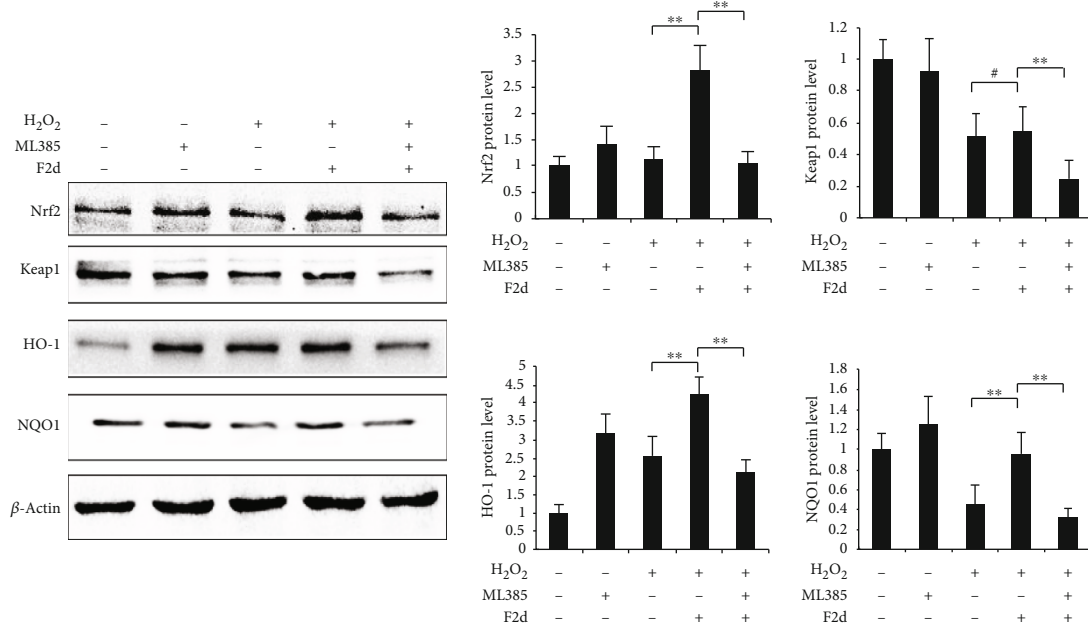 H₂O₂ – – + + +
ML385 – + – – +
F2d – – – + +
Nrf2
Keap1
HO-1
NQO1
β-Actin
Nrf2 protein level
4
3.5
3
2.5
2
1.5
1
0.5
0
** **
H₂O₂ – – + + +
ML385 – + – – +
F2d – – – + +
Keap1 protein level
1.2
1
0.8
0.6
0.4
0.2
0
# **
H₂O₂ – – + + +
ML385 – + – – +
F2d – – – + +
HO-1 protein level
5
4.5
4
3.5
3
2.5
2
1.5
1
0.5
0
** **
H₂O₂ – – + + +
ML385 – + – – +
F2d – – – + +
NQO1 protein level
1.8
1.6
1.4
1.2
1
0.8
0.6
0.4
0.2
0
** **
H₂O₂ – – + + +
ML385 – + – – +
F2d – – – + +